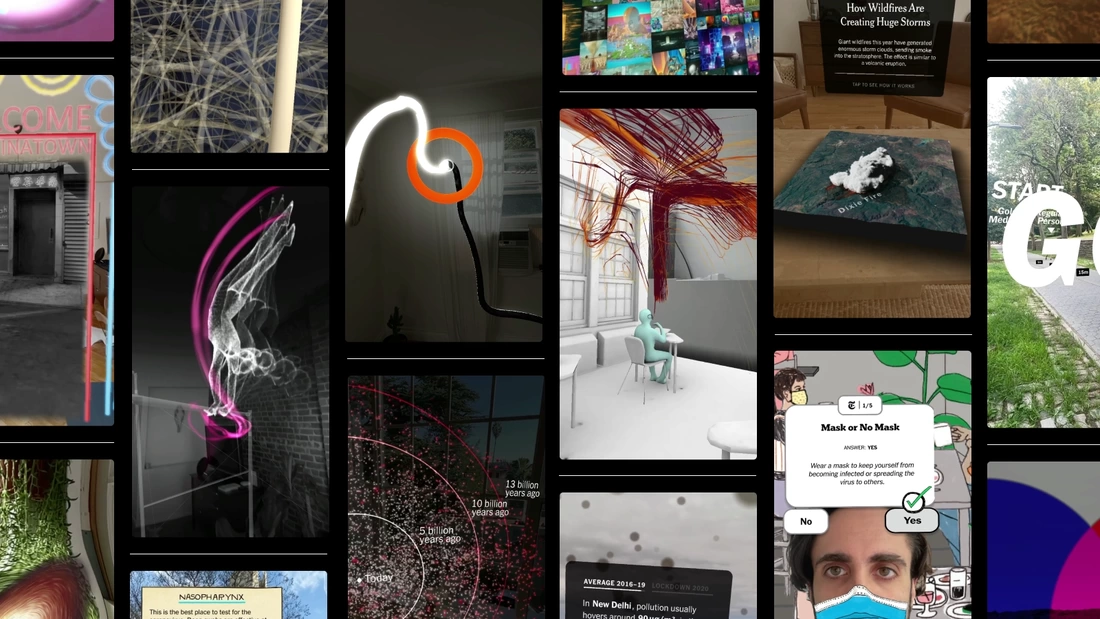 COME
INATOWN
NASOPHARYNX
This is the best place to test for the
13 billion
years ago
10 billion
years ago
5 billion
years ago
Today
AVERAGE 2016–19 LOCKDOWN 2020
In New Delhi, pollution usually
hovers around
How Wildfires Are
Creating Huge Storms
Giant wildfires this year have generated
enormous storm clouds, sending smoke
into the stratosphere. The effect is similar to
a volcanic eruption.
TAP TO SEE HOW IT WORKS
Dixie Fire
T 1/5
Mask or No Mask
ANSWER: YES
Wear a mask to keep yourself from
becoming infected or spreading the
virus to others.
No
Yes
START
GO
15m